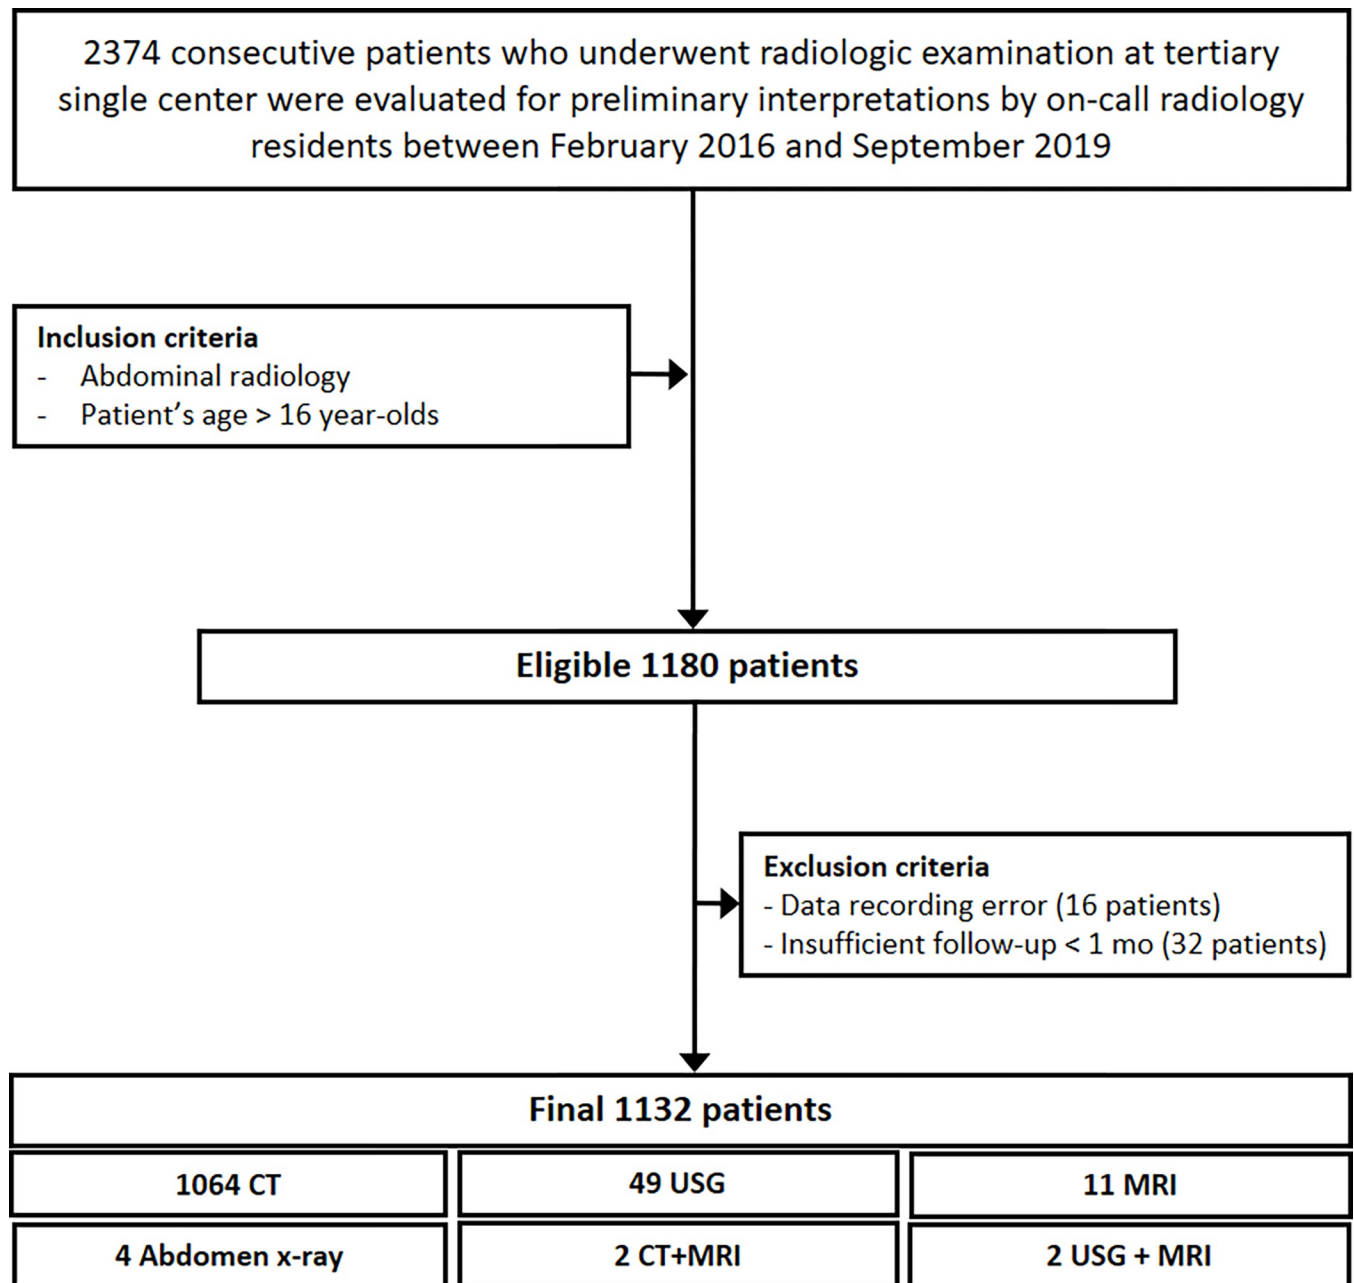 2374 consecutive patients who underwent radiologic examination at tertiary
single center were evaluated for preliminary interpretations by on-call radiology
residents between February 2016 and September 2019
Inclusion criteria
- Abdominal radiology
- Patient’s age > 16 year-olds
Eligible 1180 patients
Exclusion criteria
- Data recording error (16 patients)
- Insufficient follow-up < 1 mo (32 patients)
Final 1132 patients
1064 CT
49 USG
11 MRI
4 Abdomen x-ray
2 CT+MRI
2 USG + MRI